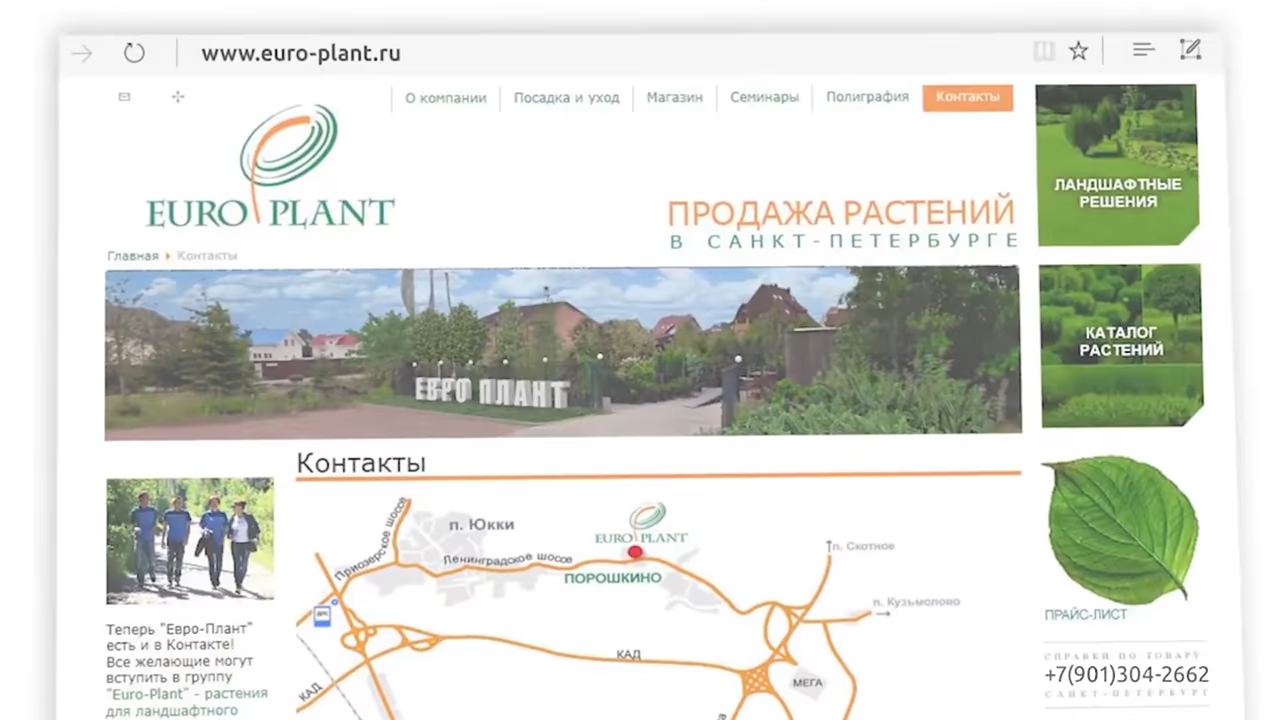 www.euro-plant.ru
О компании
Посадка и уход
Магазин
Семинары
Полиграфия
Контакты
EURO PLANT
ПРОДАЖА РАСТЕНИЙ
В САНКТ-ПЕТЕРБУРГЕ
Главная Контакты
ЛАНДШАФТНЫЕ
РЕШЕНИЯ
ЕВРО ПЛАНТ
КАТАЛОГ
РАСТЕНИЙ
Контакты
Приозерское шоссе
п. Юкки
Ленинградское шоссе
EURO PLANT
ПОРОШКИНО
п. Скотное
п. Кузьмолово
КАД
КАД
МЕГА
Теперь "Евро-Плант"
есть и в Контакте!
Все желающие могут
вступить в группу
"Euro-Plant" - растения
для ландшафтного
ПРАЙС-ЛИСТ
СПРАВКИ ПО ТОВАРУ
+7(901)304-2662
САНКТ-ПЕТЕРБУРГ